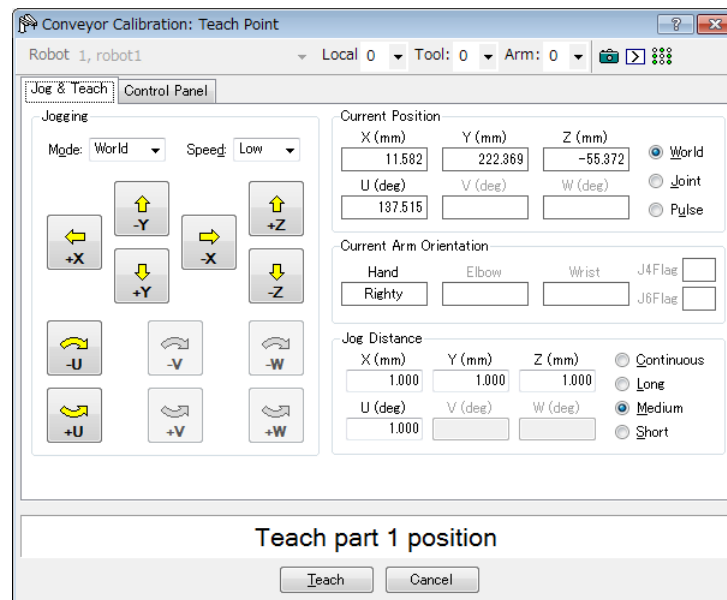 Conveyor Calibration: Teach Point
Robot 1, robot1 Local 0 Tool: 0 Arm: 0
Jog & Teach Control Panel
Jogging
Mode: World Speed: Low
-Y
+Z
+X
-X
+Y
-Z
-U -V -W
+U +V +W
Current Position
X (mm) Y (mm) Z (mm)
11.582 222.369 -55.372
U (deg) V (deg) W (deg)
137.515
World
Joint
Pulse
Current Arm Orientation
Hand Elbow Wrist J4Flag
Righty J6Flag
Jog Distance
X (mm) Y (mm) Z (mm)
1.000 1.000 1.000
U (deg) V (deg) W (deg)
1.000
Continuous
Long
Medium
Short
Teach part 1 position
Teach Cancel